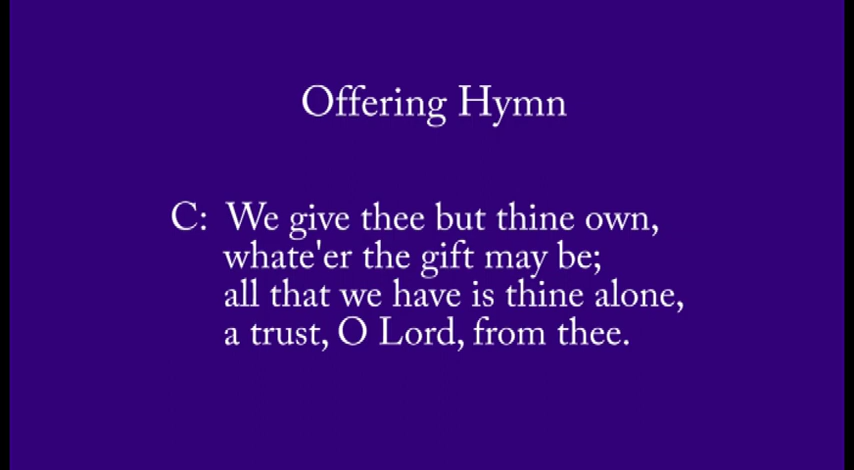 Offering Hymn
C: We give thee but thine own,
whate'er the gift may be;
all that we have is thine alone,
a trust, O Lord, from thee.